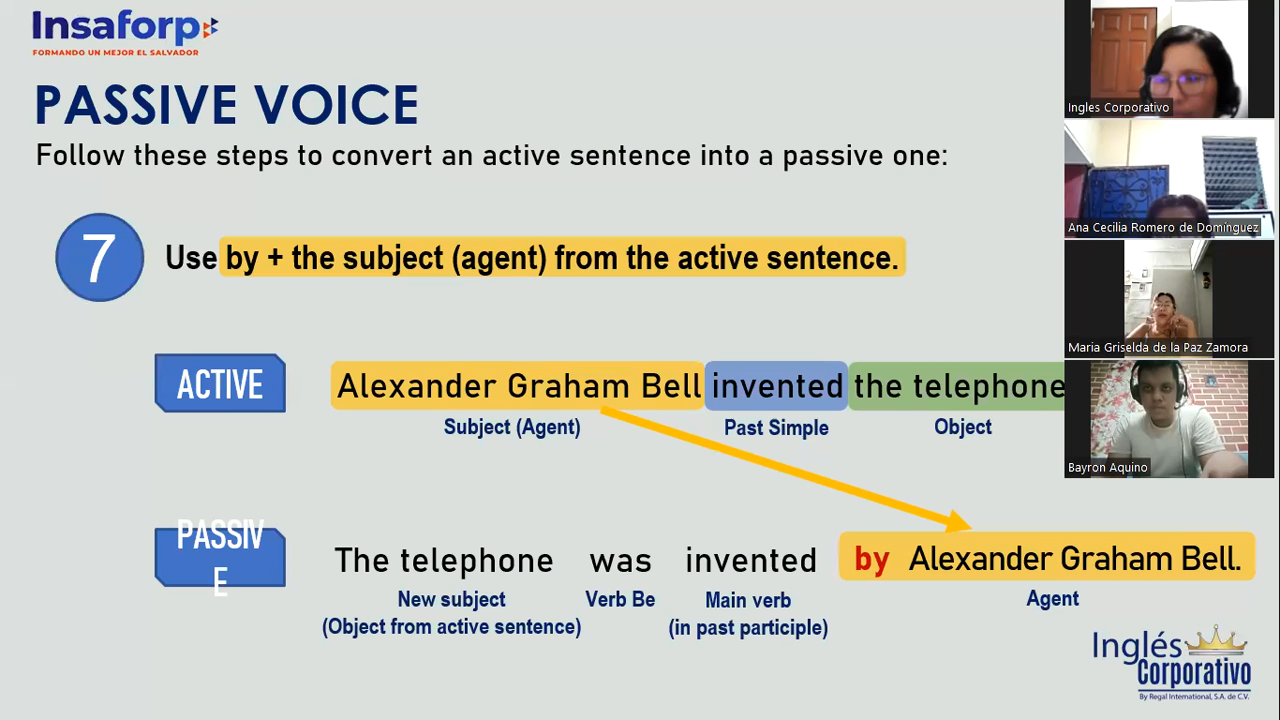 Insaforp
FORMANDO UN MEJOR EL SALVADOR
PASSIVE VOICE
Follow these steps to convert an active sentence into a passive one:
7
Use by + the subject (agent) from the active sentence.
ACTIVE
Alexander Graham Bell invented the telephone
Subject (Agent)
Past Simple
Object
PASSIV
E
The telephone was invented by Alexander Graham Bell.
New subject
(Object from active sentence)
Verb Be
Main verb
(in past participle)
Agent
Inglés
Corporativo
By Regal International, S.A. de C.V.
Ingles Corporativo
Ana Cecilia Romero de Domínguez
Maria Griselda de la Paz Zamora
Bayron Aquino